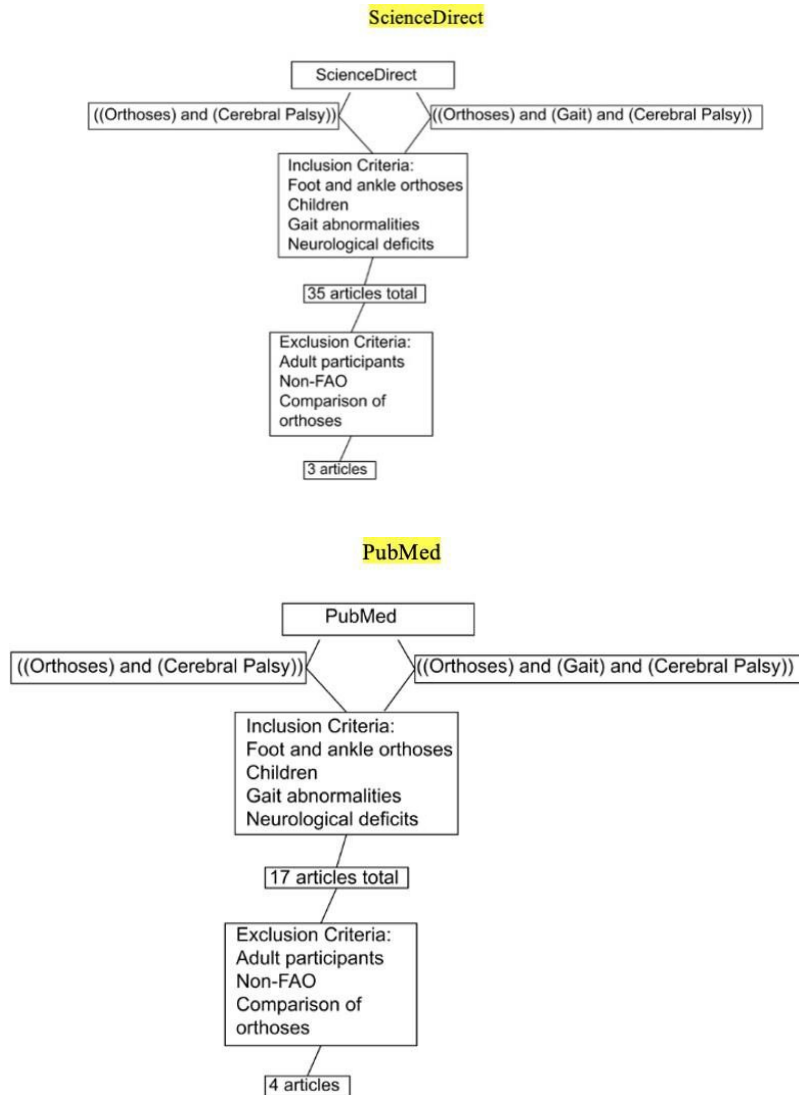 ScienceDirect
ScienceDirect
((Orthoses) and (Cerebral Palsy))
((Orthoses) and (Gait) and (Cerebral Palsy))
Inclusion Criteria:
Foot and ankle orthoses
Children
Gait abnormalities
Neurological deficits
35 articles total
Exclusion Criteria:
Adult participants
Non-FAO
Comparison of
orthoses
3 articles
PubMed
PubMed
((Orthoses) and (Cerebral Palsy))
((Orthoses) and (Gait) and (Cerebral Palsy))
Inclusion Criteria:
Foot and ankle orthoses
Children
Gait abnormalities
Neurological deficits
17 articles total
Exclusion Criteria:
Adult participants
Non-FAO
Comparison of
orthoses
4 articles